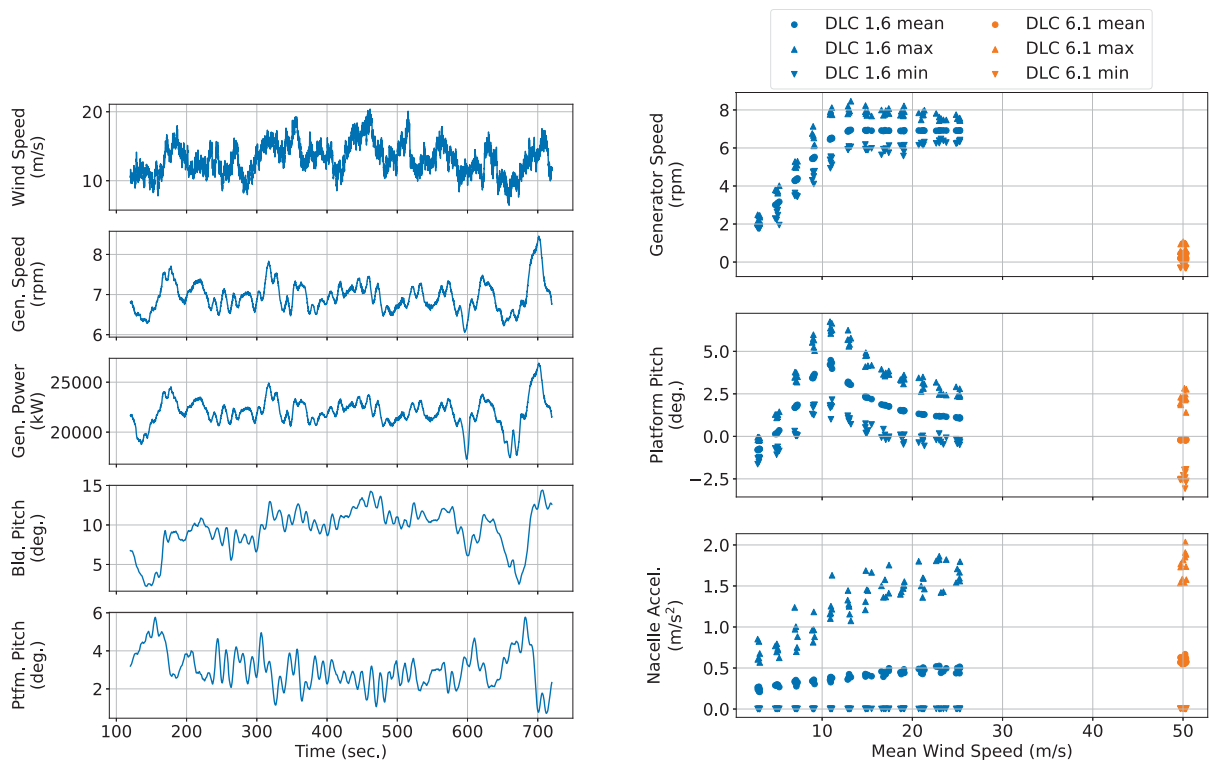 DLC 1.6 mean
DLC 1.6 max
DLC 1.6 min
DLC 6.1 mean
DLC 6.1 max
DLC 6.1 min
Wind Speed
(m/s)
20
10
Gen. Speed
(rpm)
8
7
6
Gen. Power
(kW)
25000
20000
Bld. Pitch
(deg.)
15
10
5
Ptfm. Pitch
(deg.)
6
4
2
100 200 300 400 500 600 700
Time (sec.)
Generator Speed
(rpm)
8
6
4
2
0
Platform Pitch
(deg.)
5.0
2.5
0.0
−2.5
Nacelle Accel.
(m/s²)
2.0
1.5
1.0
0.5
0.0
10 20 30 40 50
Mean Wind Speed (m/s)